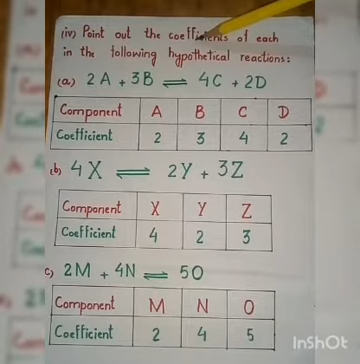 (iv) Point out the coefficients of each
in the following hypothetical reactions:
(a) 2A + 3B ⇌ 4C + 2D
Component A B C D
Coefficient 2 3 4 2
(b) 4X ⇌ 2Y + 3Z
Component X Y Z
Coefficient 4 2 3
c) 2M + 4N ⇌ 5O
Component M N O
Coefficient 2 4 5
InShOt